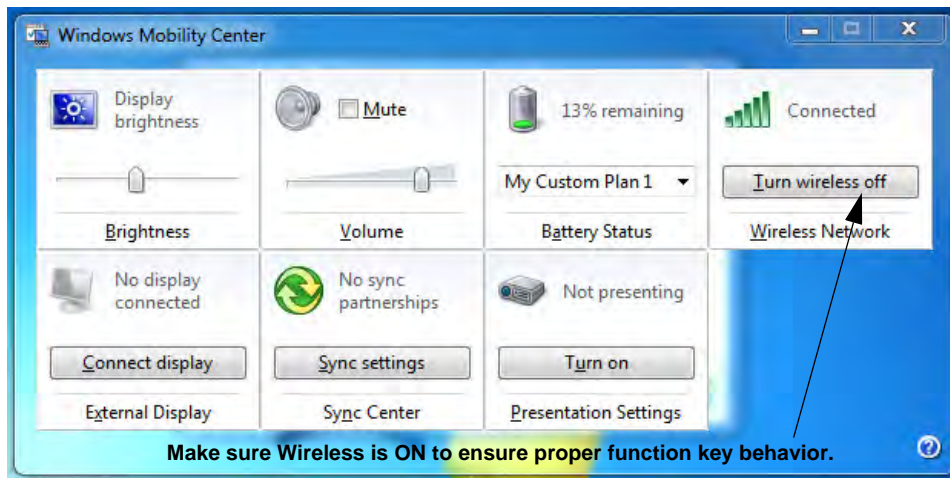 Windows Mobility Center
Display
brightness
Brightness
Mute
Volume
13% remaining
My Custom Plan 1
Battery Status
Connected
Turn wireless off
Wireless Network
No display
connected
Connect display
External Display
No sync
partnerships
Sync settings
Sync Center
Not presenting
Turn on
Presentation Settings
Make sure Wireless is ON to ensure proper function key behavior.